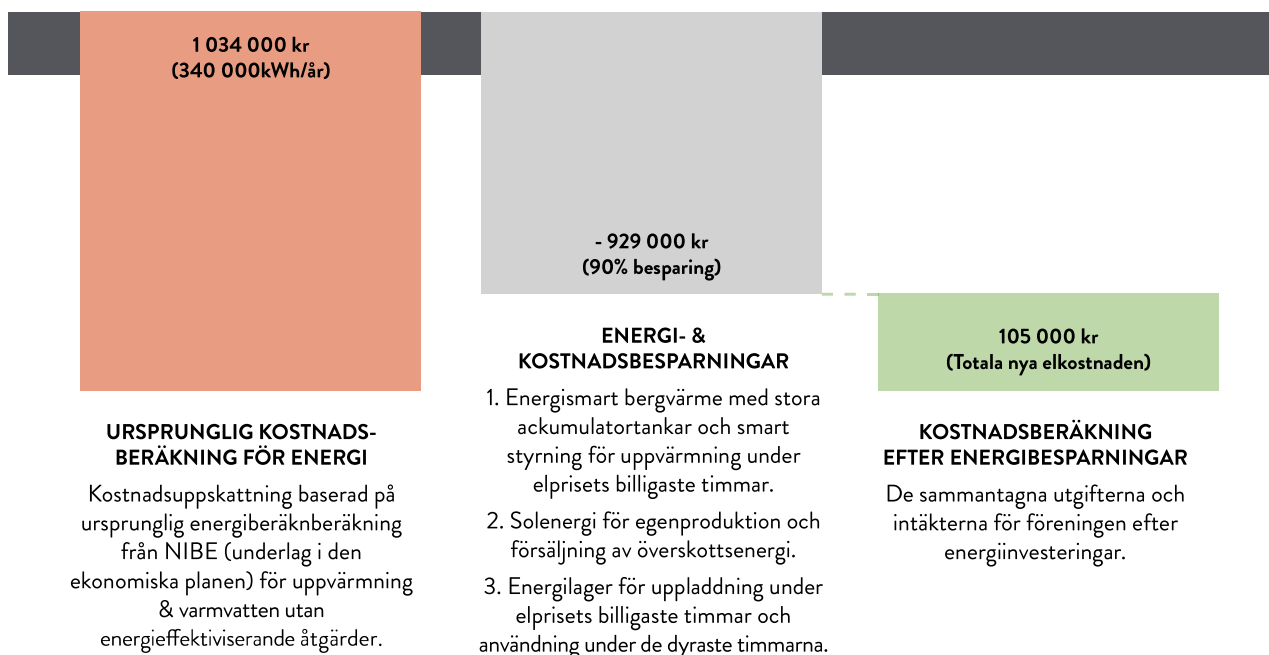 1 034 000 kr
(340 000kWh/år)
URSPRUNGLIG KOSTNADS-
BERÄKNING FÖR ENERGI
Kostnadsuppskattning baserad på
ursprunglig energiberäknberäkning
från NIBE (underlag i den
ekonomiska planen) för uppvärmning
& varmvatten utan
energieffektiviserande åtgärder.
- 929 000 kr
(90% besparing)
ENERGI- &
KOSTNADSBESPARNINGAR
1. Energismart bergvärme med stora
ackumulatortankar och smart
styrning för uppvärmning under
elprisets billigaste timmar.
2. Solenergi för egenproduktion och
försäljning av överskottsenergi.
3. Energilager för uppladdning under
elprisets billigaste timmar och
användning under de dyraste timmarna.
105 000 kr
(Totala nya elkostnaden)
KOSTNADSBERÄKNING
EFTER ENERGIBESPARNINGAR
De sammantagna utgifterna och
intäkterna för föreningen efter
energiinvesteringar.